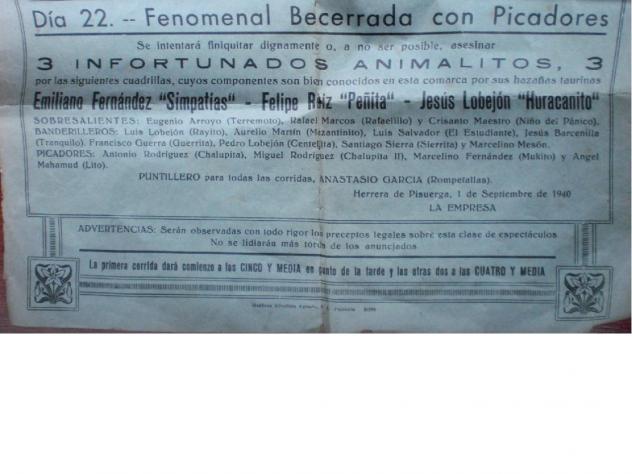 Día 22. -- Fenomenal Becerrada con Picadores
Se intentará finiquitar dignamente o, a no ser posible, asesinar
3 INFORTUNADOS ANIMALITOS, 3
por las siguientes cuadrillas, cuyos componentes son bien conocidos en esta comarca por sus hazañas taurinas
Emiliano Fernández "Simpatías" - Felipe Ruiz "Peñita" - Jesús Lobejón "Huracanito"
SOBRESALIENTES: Eugenio Arroyo (Terremoto), Rafael Marcos (Rafaelillo) y Crisanto Maestro (Niño del Pánico).
BANDERILLEROS: Luis Lobejón (Rayito), Aurelio Martín (Mizantinito), Luis Salvador (El Estudiante), Jesús Barcenilla
(Tranquilo). Francisco Guerra (Guerrita), Pedro Lobejón (Centellita), Santiago Sierra (Sierrita) y Marcelino Mesón.
PICADORES: Antonio Rodríguez (Chalupita), Miguel Rodríguez (Chalupita II), Marcelino Fernández (Mukito) y Angel
Mahamud (Lito).
PUNTILLERO para todas las corridas, ANASTASIO GARCIA (Rompetallas).
Herrera de Pisuerga, 1 de Septiembre de 1940
LA EMPRESA
ADVERTENCIAS: Serán observadas con todo rigor los preceptos legales sobre esta clase de espectáculos
No se lidiarán más toros de los anunciados
La primera corrida dará comienzo a las CINCO Y MEDIA en punto de la tarde y las otras dos a las CUATRO Y MEDIA